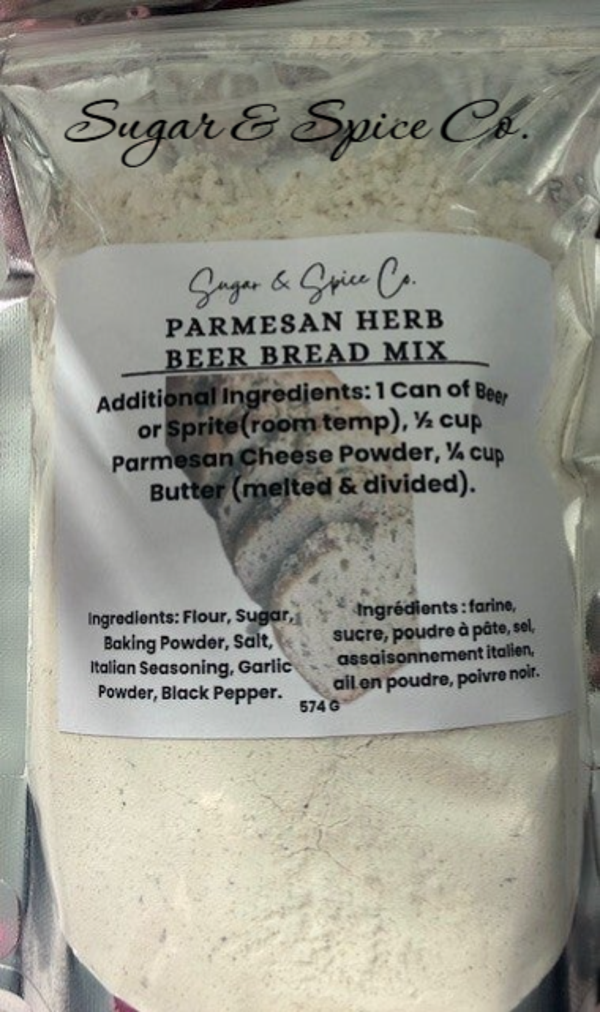 Sugar & Spice Co.
Sugar & Spice Co.
PARMESAN HERB
BEER BREAD MIX
Additional Ingredients: 1 Can of Beer
or Sprite(room temp), ½ cup
Parmesan Cheese Powder, ¼ cup
Butter (melted & divided).
Ingredients: Flour, Sugar,
Baking Powder, Salt,
Italian Seasoning, Garlic
Powder, Black Pepper.
Ingrédients : farine,
sucre, poudre à pâte, sel,
assaisonnement italien,
ail en poudre, poivre noir.
574 G